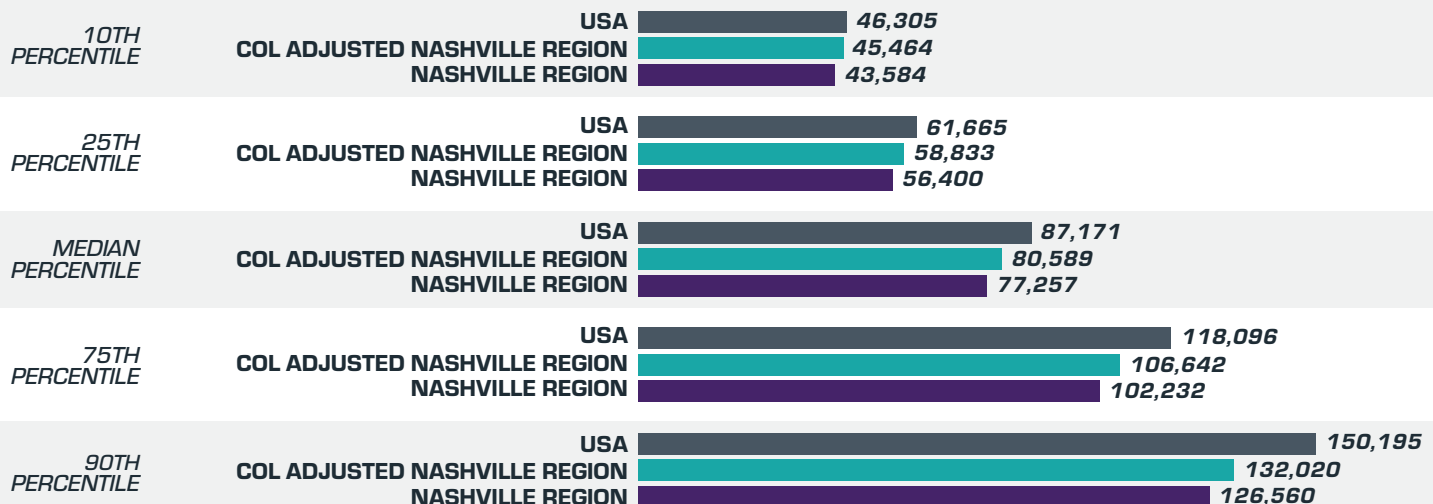 10TH
PERCENTILE
USA 46,305
COL ADJUSTED NASHVILLE REGION 45,464
NASHVILLE REGION 43,584
25TH
PERCENTILE
USA 61,665
COL ADJUSTED NASHVILLE REGION 58,833
NASHVILLE REGION 56,400
MEDIAN
PERCENTILE
USA 87,171
COL ADJUSTED NASHVILLE REGION 80,589
NASHVILLE REGION 77,257
75TH
PERCENTILE
USA 118,096
COL ADJUSTED NASHVILLE REGION 106,642
NASHVILLE REGION 102,232
90TH
PERCENTILE
USA 150,195
COL ADJUSTED NASHVILLE REGION 132,020
NASHVILLE REGION 126,560